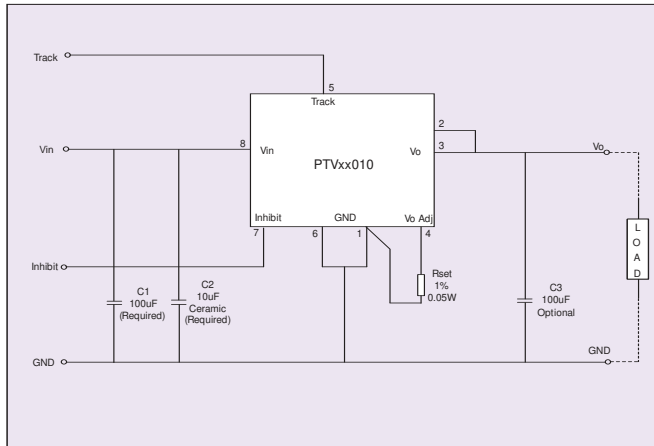 Track
5
Track
2
Vin
8
Vin
Vo
3
Vo
PTVxx010
L
O
A
D
Inhibit
GND
Vo Adj
7
6
1
4
Inhibit
C1
100uF
(Required)
C2
10uF
Ceramic
(Required)
Rset
1%
0.05W
C3
100uF
Optional
GND
GND